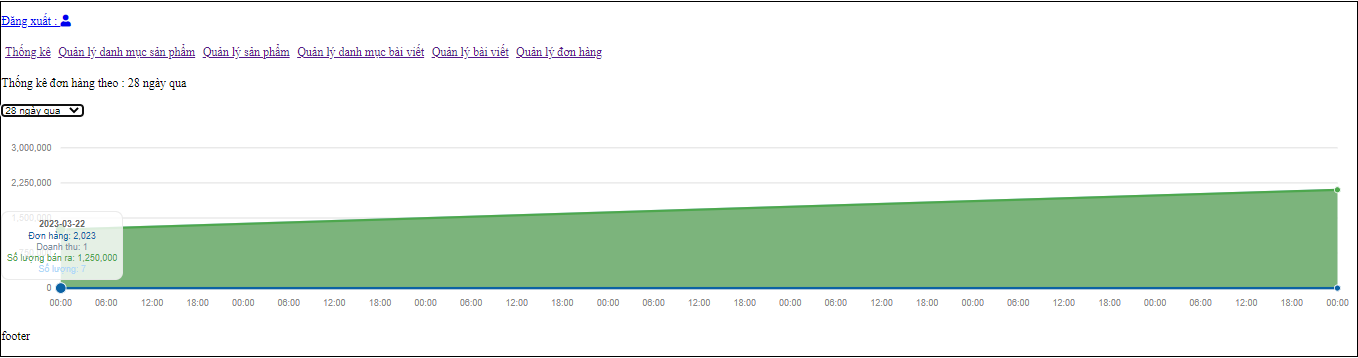 Đăng xuất :
Thống kê Quản lý danh mục sản phẩm Quản lý sản phẩm Quản lý danh mục bài viết Quản lý bài viết Quản lý đơn hàng
Thống kê đơn hàng theo : 28 ngày qua
28 ngày qua
3,000,000
2,250,000
1,500,000
2023-03-22
Đơn hàng: 2,023
Doanh thu: 1
Số lượng bán ra: 1,250,000
Số lượng: 7
0
00:00 06:00 12:00 18:00 00:00 06:00 12:00 18:00 00:00 06:00 12:00 18:00 00:00 06:00 12:00 18:00 00:00 06:00 12:00 18:00 00:00 06:00 12:00 18:00 00:00 06:00 12:00 18:00 00:00
footer